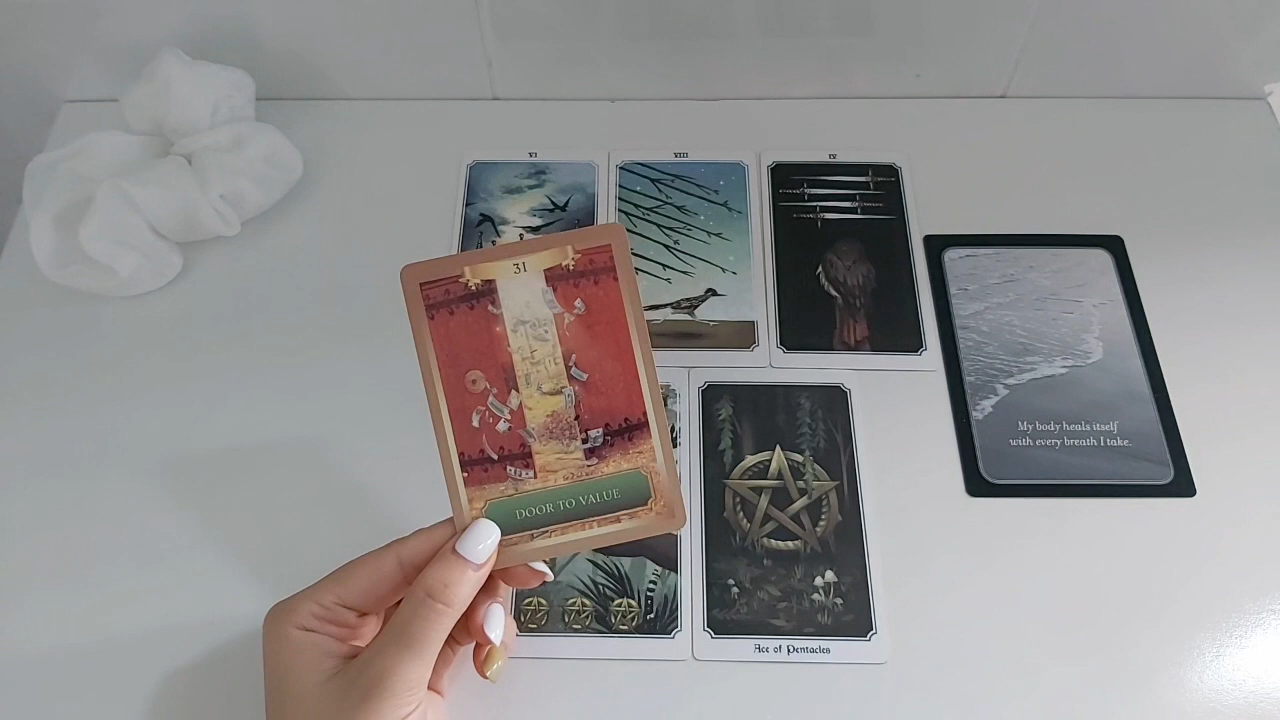 VI
VIII
IV
31
DOOR TO VALUE
My body heals itself
with every breath I take.
Ace of Pentacles